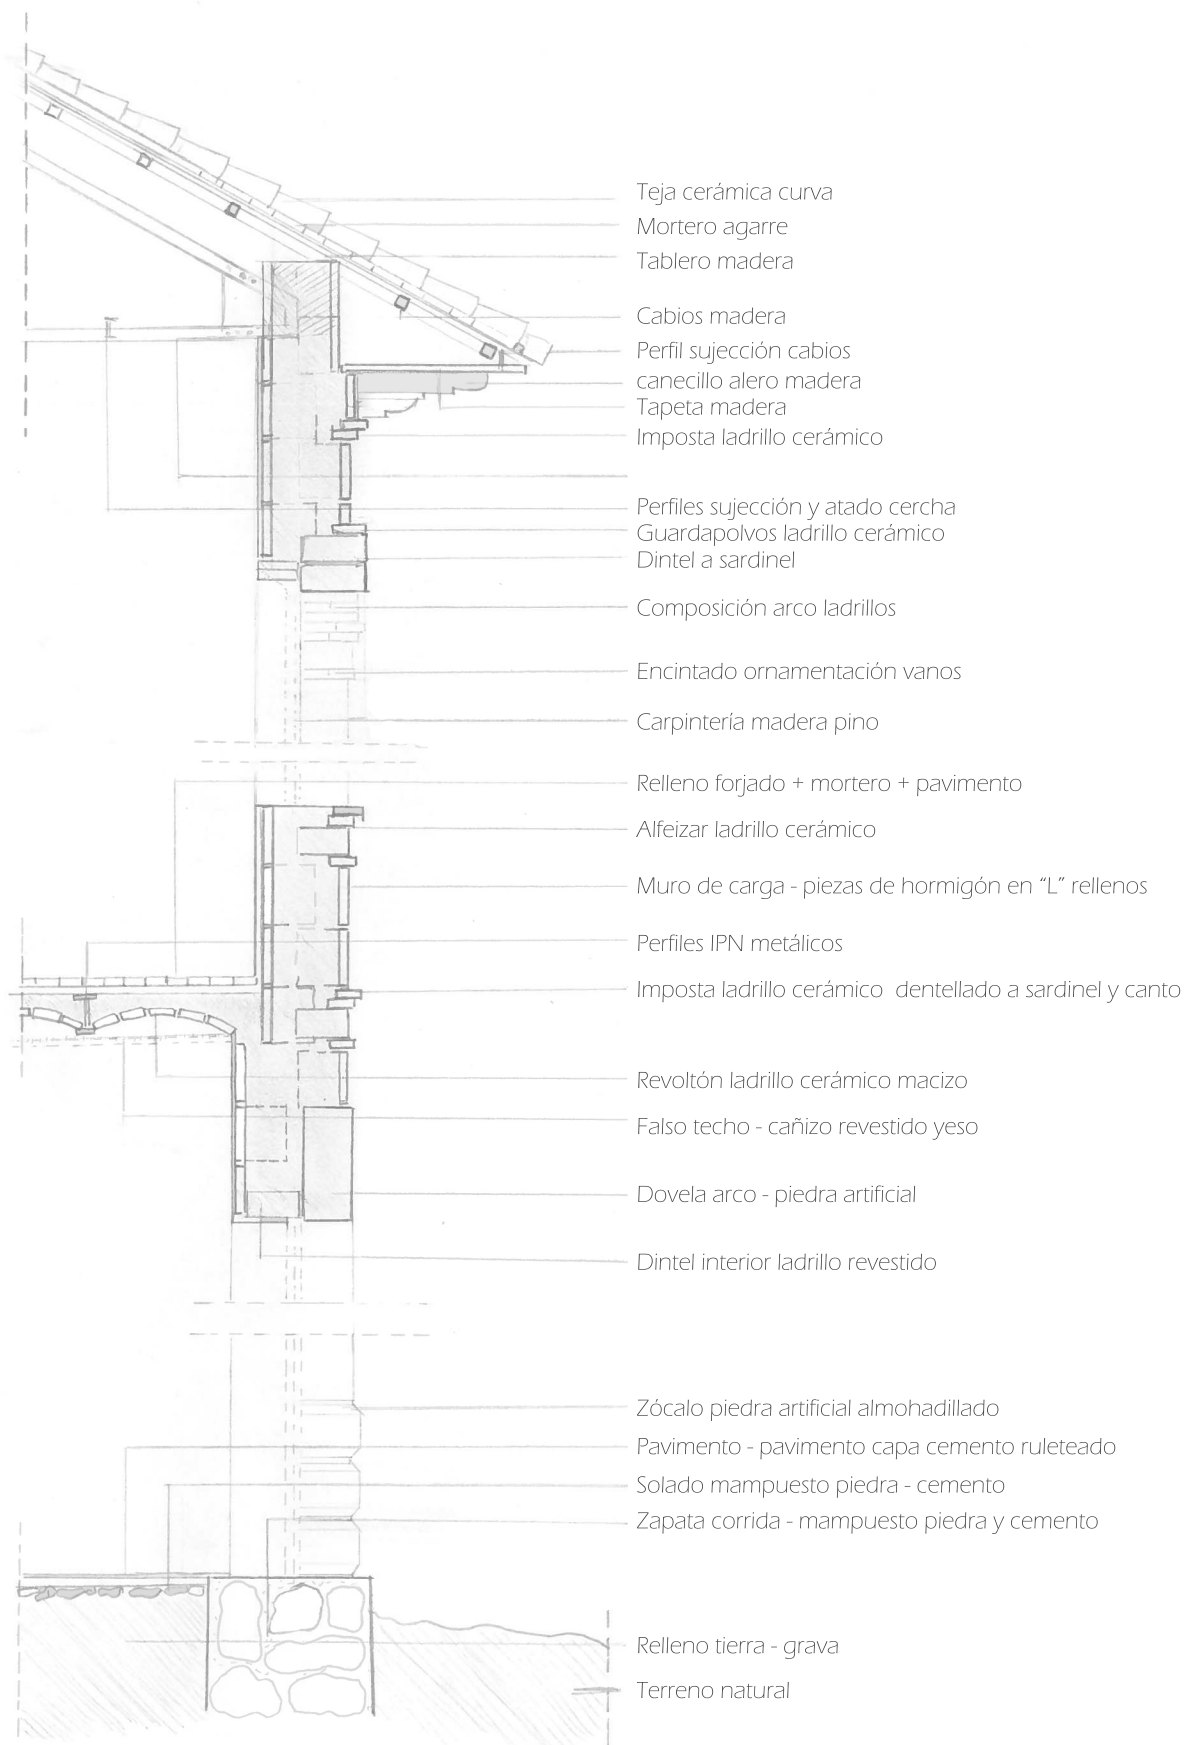 Teja cerámica curva
Mortero agarre
Tablero madera
Cabios madera
Perfil sujección cabios
canecillo alero madera
Tapeta madera
Imposta ladrillo cerámico
Perfiles sujección y atado cercha
Guardapolvos ladrillo cerámico
Dintel a sardinel
Composición arco ladrillos
Encintado ornamentación vanos
Carpintería madera pino
Relleno forjado + mortero + pavimento
Alfeizar ladrillo cerámico
Muro de carga - piezas de hormigón en “L” rellenos
Perfiles IPN metálicos
Imposta ladrillo cerámico dentellado a sardinel y canto
Revoltón ladrillo cerámico macizo
Falso techo - cañizo revestido yeso
Dovela arco - piedra artificial
Dintel interior ladrillo revestido
Zócalo piedra artificial almohadillado
Pavimento - pavimento capa cemento ruleteado
Solado mampuesto piedra - cemento
Zapata corrida - mampuesto piedra y cemento
Relleno tierra - grava
Terreno natural